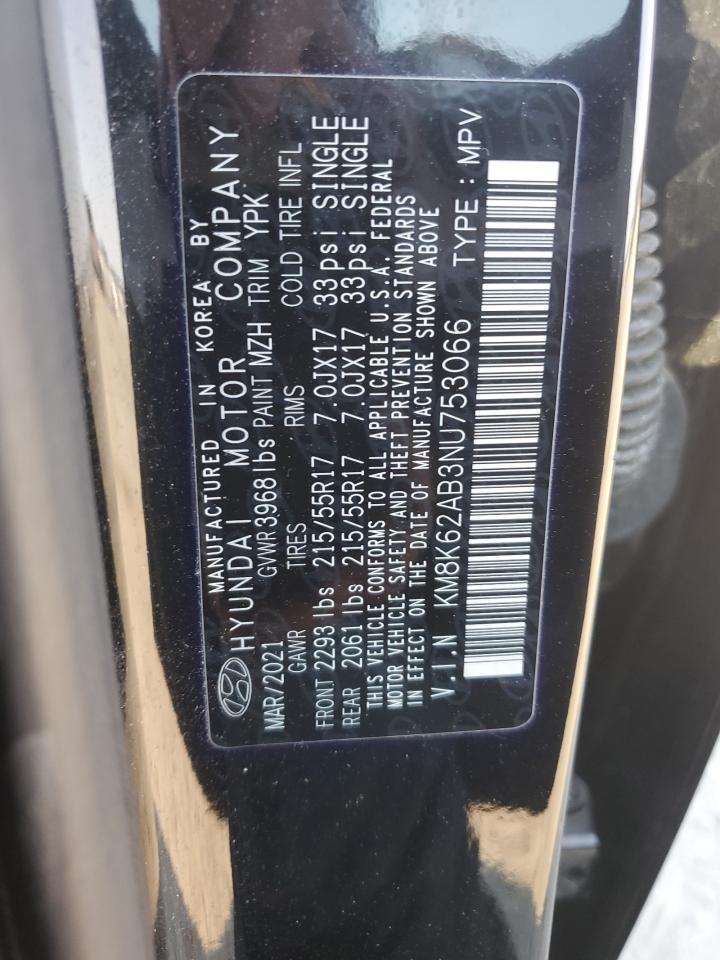 MANUFACTURED IN KOREA BY
HYUNDAI MOTOR COMPANY
MAR/2021 GVWR 3968 lbs PAINT MZH TRIM YPK
GAWR TIRES RIMS COLD TIRE INFL
FRONT 2293 lbs 215/55R17 7.0JX17 33psi SINGLE
REAR 2061 lbs 215/55R17 7.0JX17 33psi SINGLE
THIS VEHICLE CONFORMS TO ALL APPLICABLE U.S.A. FEDERAL
MOTOR VEHICLE SAFETY AND THEFT PREVENTION STANDARDS
IN EFFECT ON THE DATE OF MANUFACTURE SHOWN ABOVE
V.I.N KM8K62AB3NU753066 TYPE : MPV